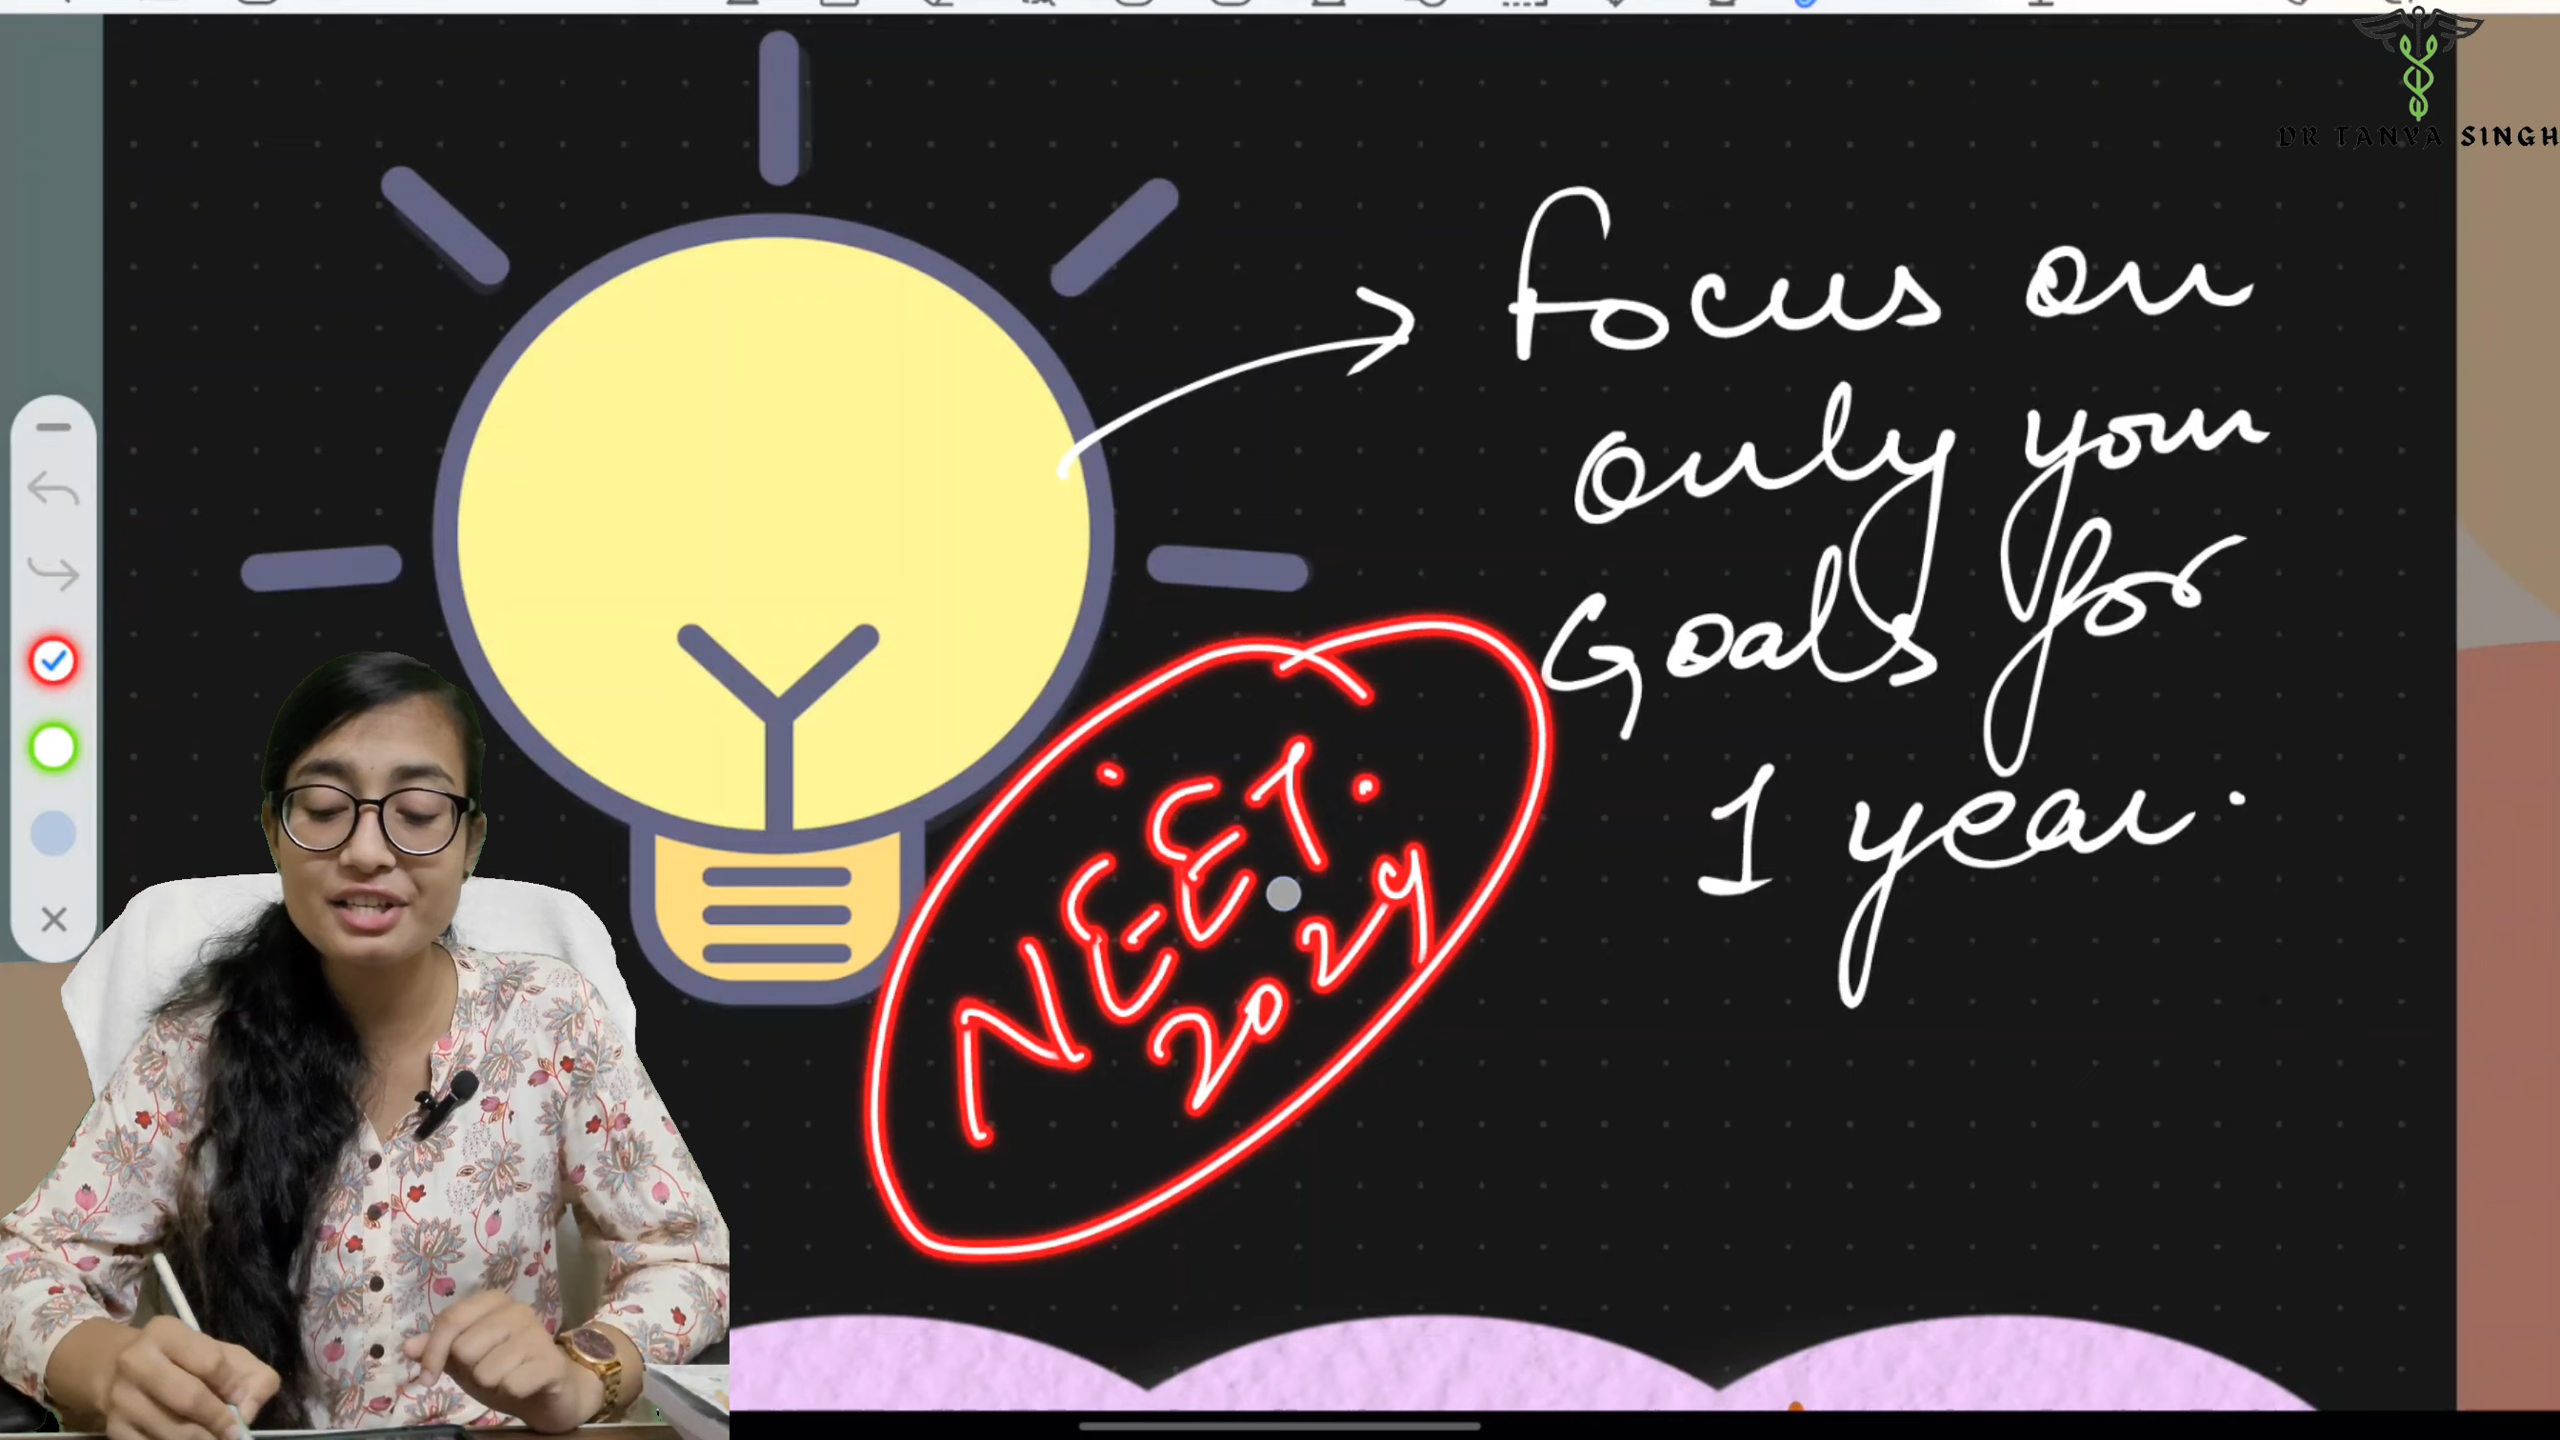 DR TANYA SINGH
focus on
only your
Goals for
1 year.
NEET.
2024